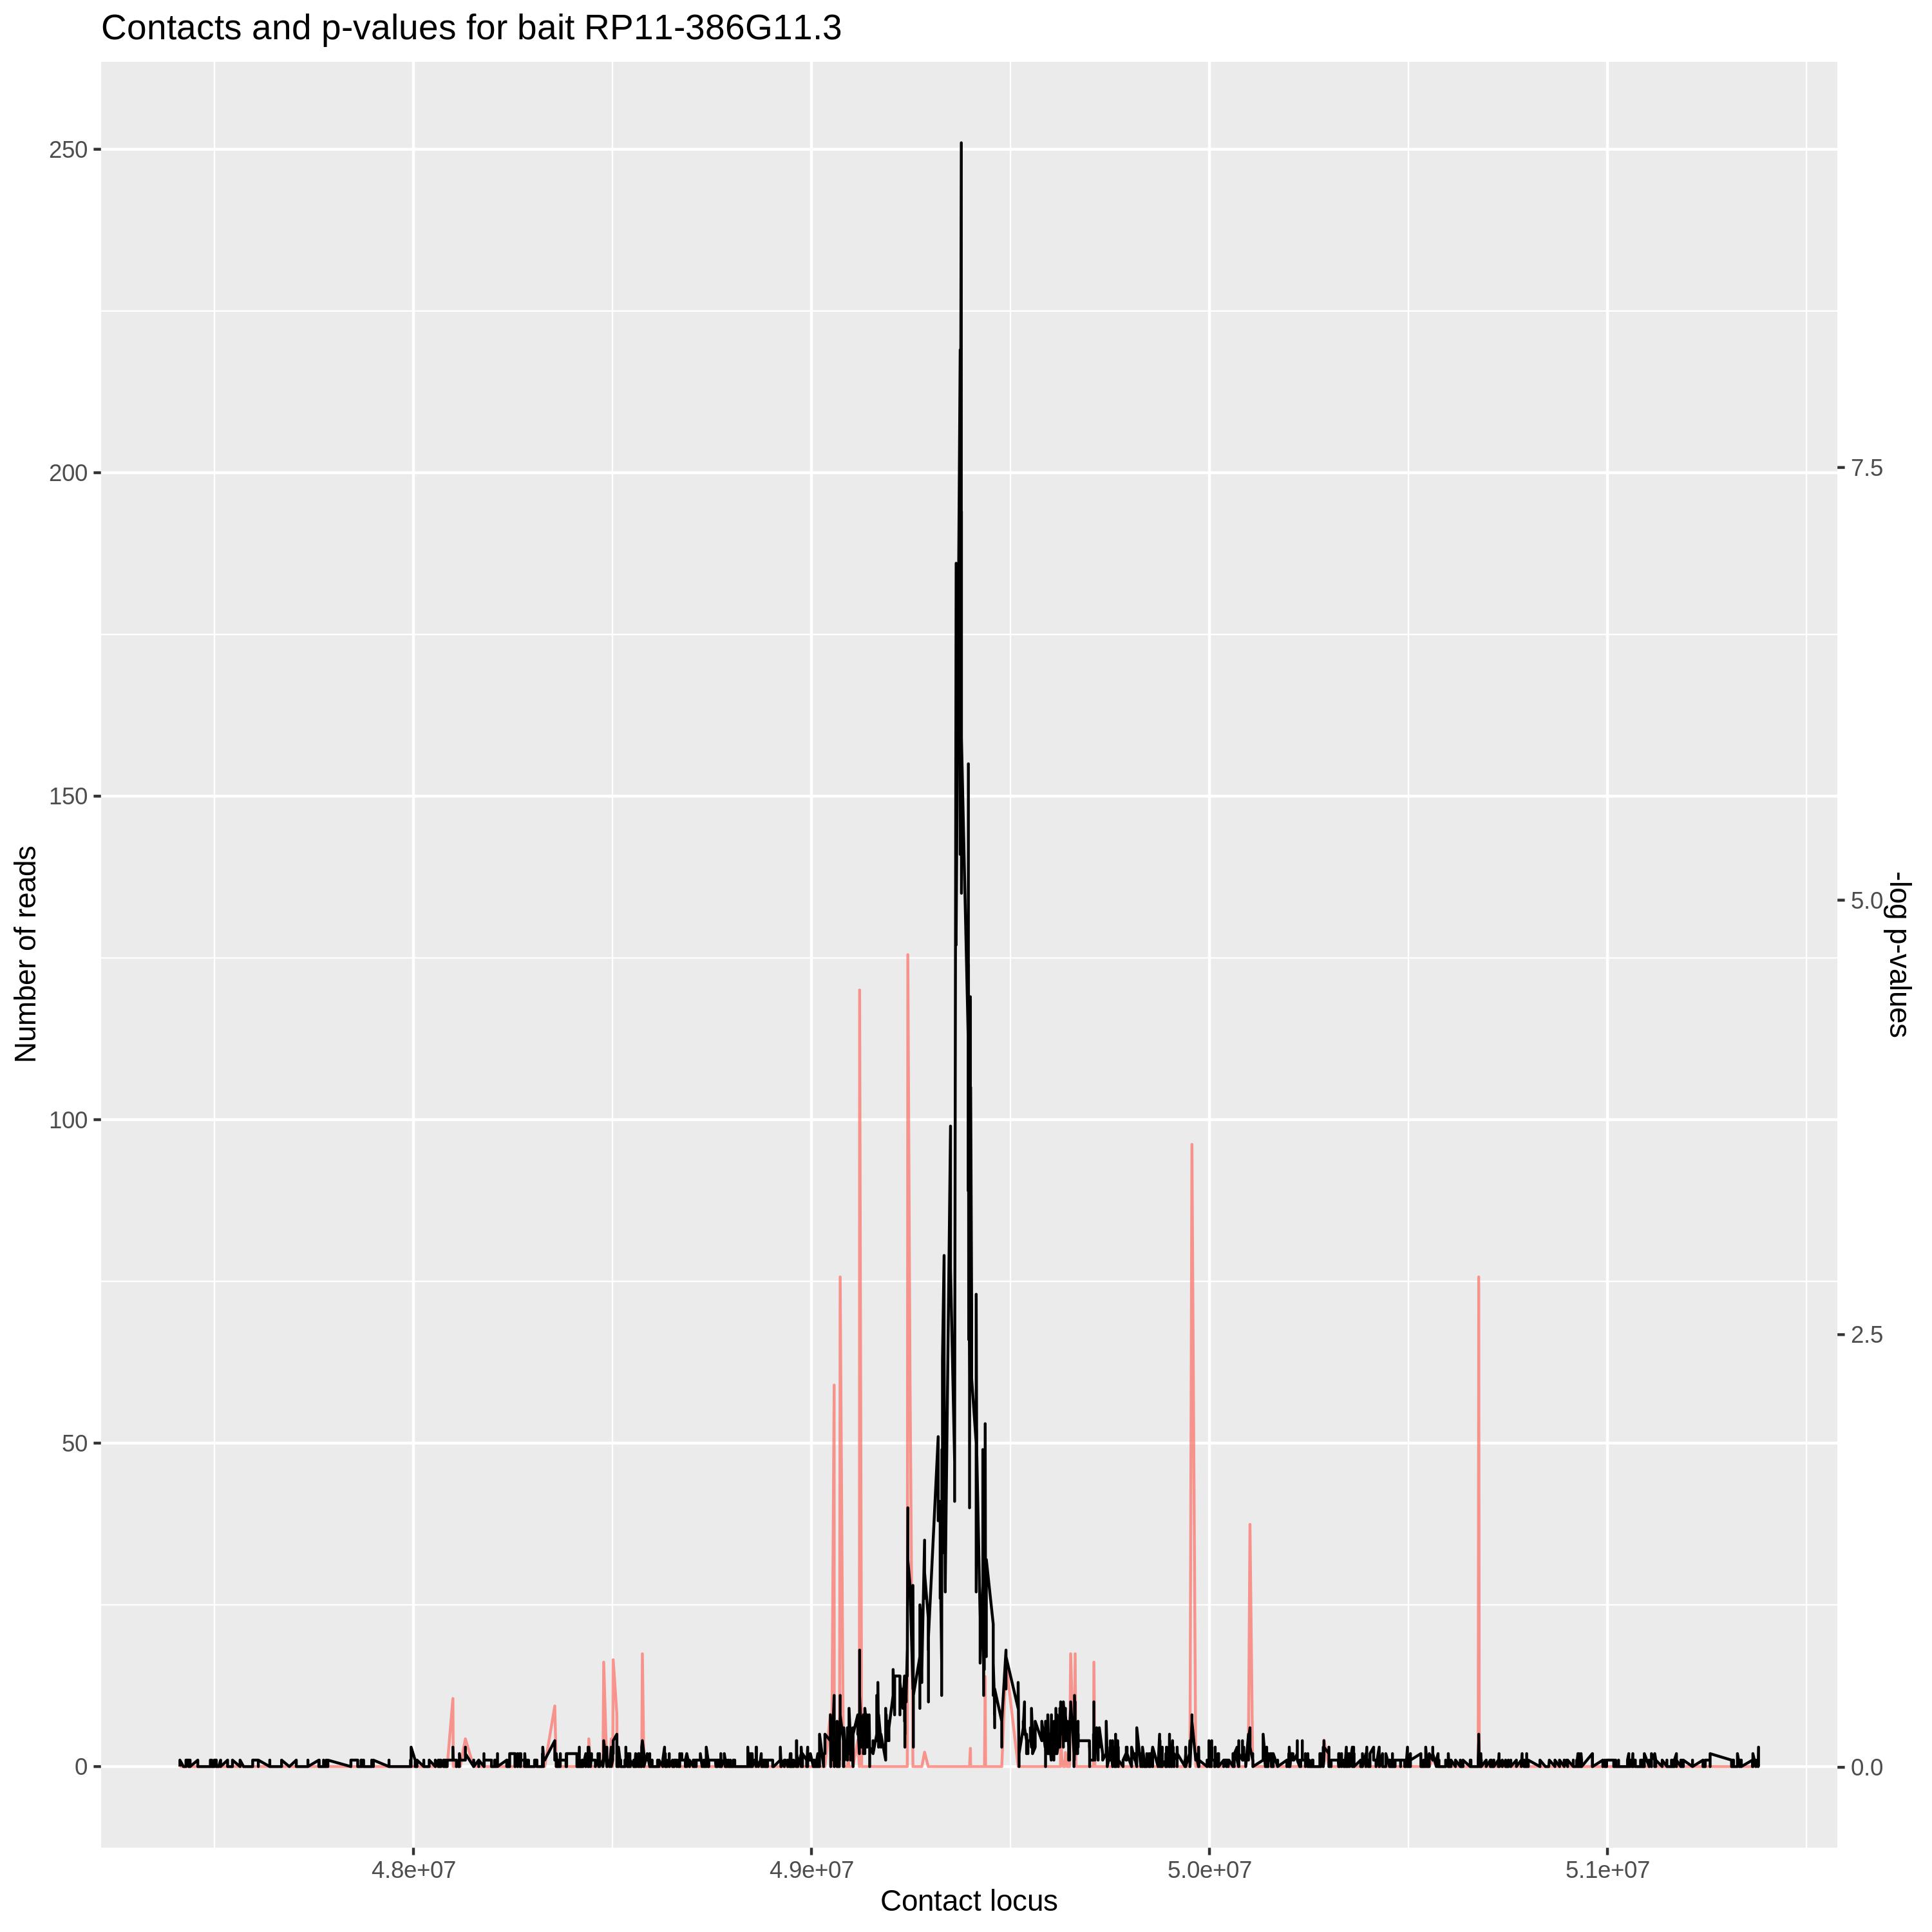 Contacts and p-values for bait RP11-386G11.3
250
200
150
100
50
0
Number of reads
7.5
5.0
2.5
0.0
-log p-values
4.8e+07
4.9e+07
5.0e+07
5.1e+07
Contact locus